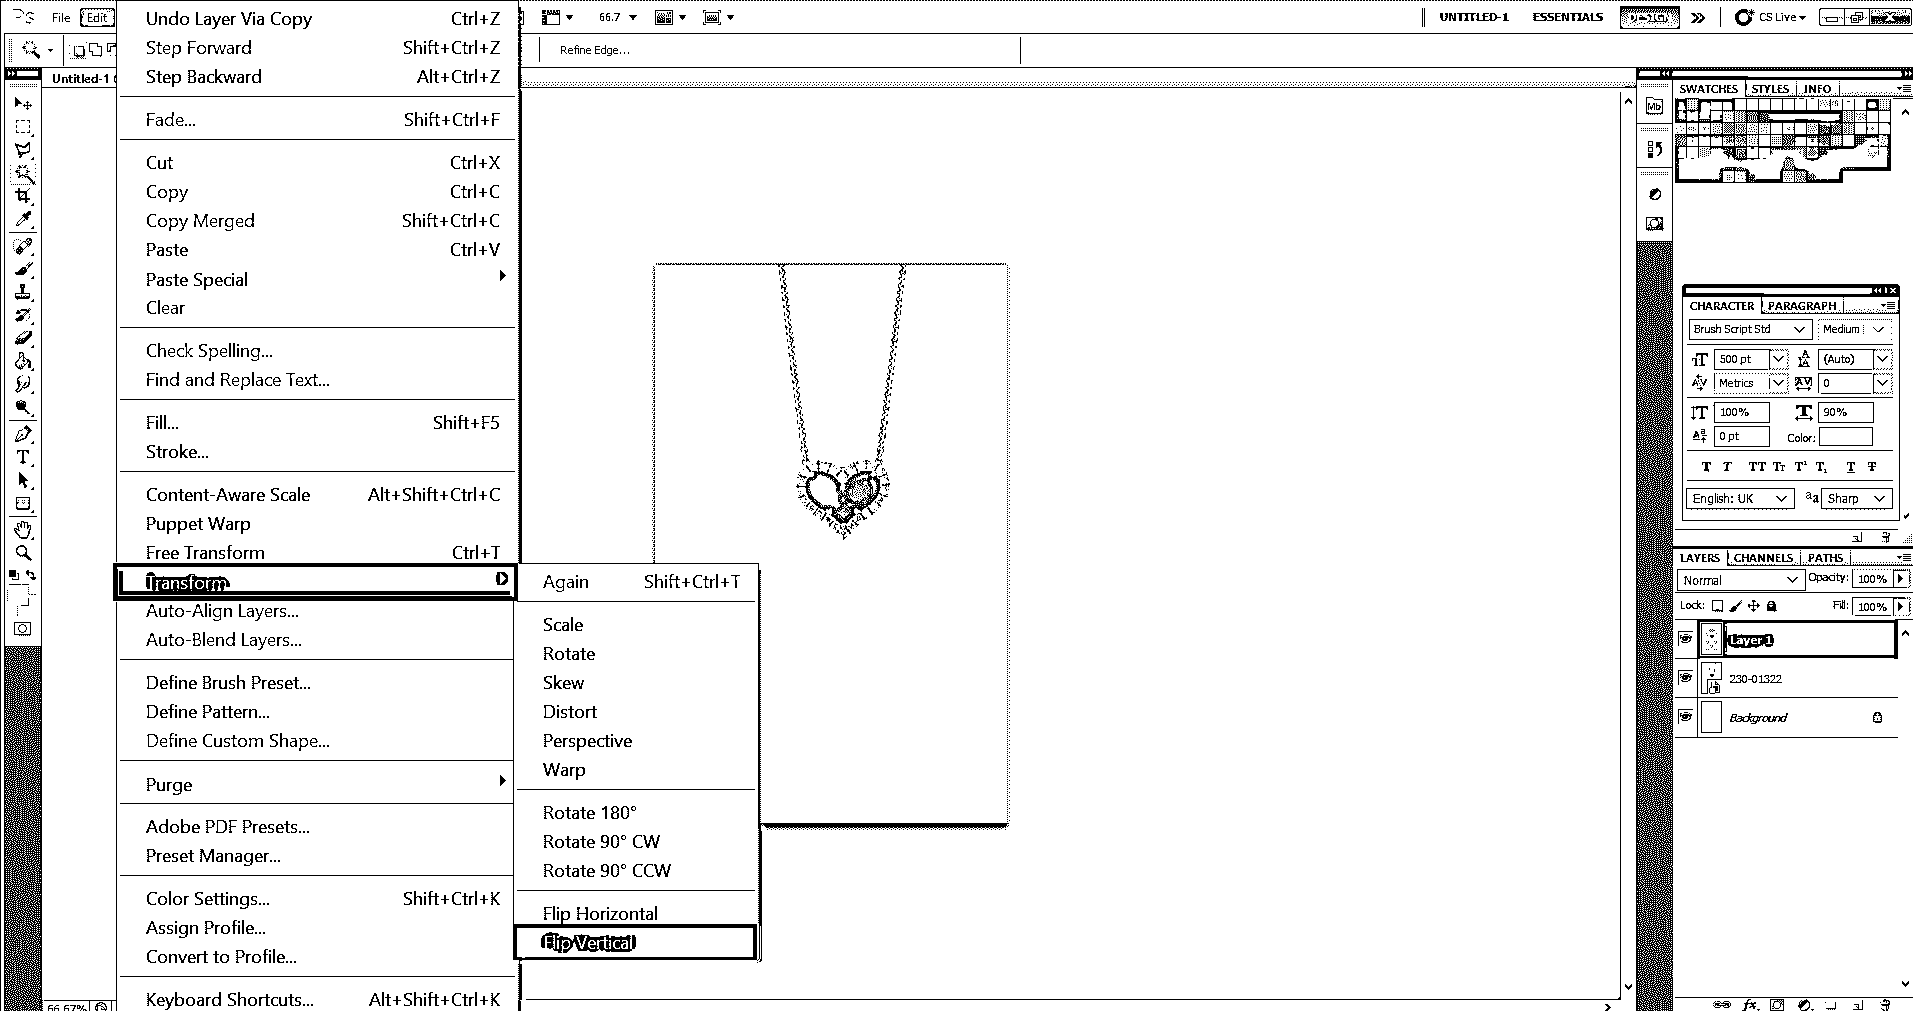 PS File Edit 66.7 UNTITLED-1 ESSENTIALS DESIGN CS Live
Refine Edge...
Untitled-1
Undo Layer Via Copy Ctrl+Z
Step Forward Shift+Ctrl+Z
Step Backward Alt+Ctrl+Z
Fade... Shift+Ctrl+F
Cut Ctrl+X
Copy Ctrl+C
Copy Merged Shift+Ctrl+C
Paste Ctrl+V
Paste Special
Clear
Check Spelling...
Find and Replace Text...
Fill... Shift+F5
Stroke...
Content-Aware Scale Alt+Shift+Ctrl+C
Puppet Warp
Free Transform Ctrl+T
Transform
Auto-Align Layers...
Auto-Blend Layers...
Define Brush Preset...
Define Pattern...
Define Custom Shape...
Purge
Adobe PDF Presets...
Preset Manager...
Color Settings... Shift+Ctrl+K
Assign Profile...
Convert to Profile...
Keyboard Shortcuts... Alt+Shift+Ctrl+K
66.67%
Again Shift+Ctrl+T
Scale
Rotate
Skew
Distort
Perspective
Warp
Rotate 180°
Rotate 90° CW
Rotate 90° CCW
Flip Horizontal
Flip Vertical
Mb
SWATCHES STYLES INFO
CHARACTER PARAGRAPH
Brush Script Std Medium
500 pt (Auto)
Metrics 0
100% 90%
0 pt Color:
T T TT Tt T¹ T₁ T T
English: UK aa Sharp
LAYERS CHANNELS PATHS
Normal Opacity: 100%
Lock: Fill: 100%
Layer 1
230-01322
Background
fx